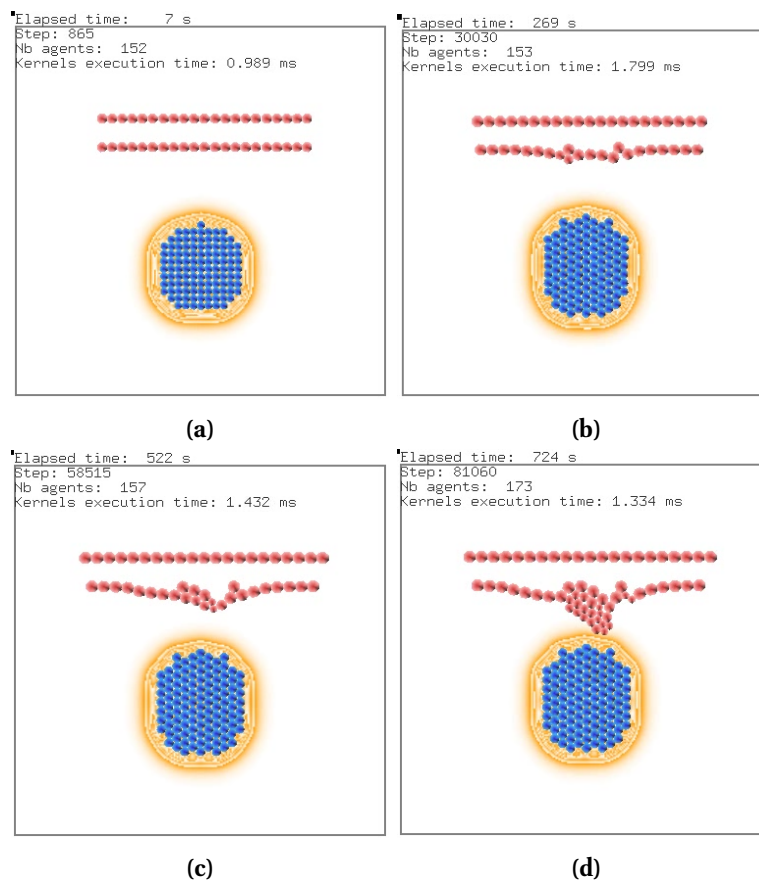 Elapsed time: 7 s
Step: 865
Nb agents: 152
Kernels execution time: 0.989 ms
Elapsed time: 269 s
Step: 30030
Nb agents: 153
Kernels execution time: 1.799 ms
(a)
(b)
Elapsed time: 522 s
Step: 58515
Nb agents: 157
Kernels execution time: 1.432 ms
Elapsed time: 724 s
Step: 81060
Nb agents: 173
Kernels execution time: 1.334 ms
(c)
(d)